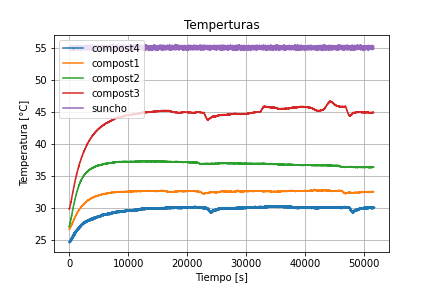 Temperturas
Temperatura [°C]
55
50
45
40
35
30
25
compost4
compost1
compost2
compost3
suncho
0
10000
20000
30000
40000
50000
Tiempo [s]